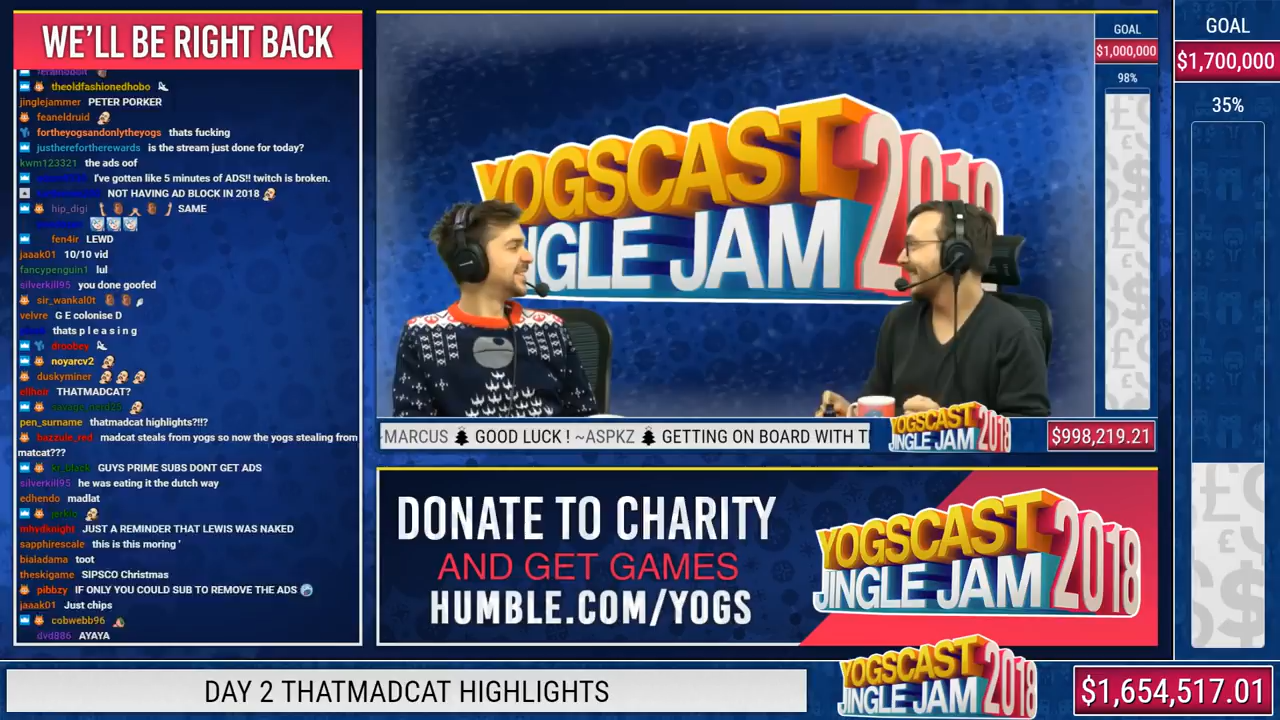 WE'LL BE RIGHT BACK
theoldfashionedhobo
jinglejammer PETER PORKER
feaneldruid
fortheyogsandonlytheyogs thats fucking
justherefortherewards is the stream just done for today?
kwm123321 the ads oof
I've gotten like 5 minutes of ADS!! twitch is broken.
NOT HAVING AD BLOCK IN 2018
hip_digi SAME
fen4ir LEWD
jaaak01 10/10 vid
fancypenguin1 lul
silverkill95 you done goofed
sir_wankal0t
velvre G E colonise D
thats p l e a s i n g
droobey
noyarcv2
duskyminer
THATMADCAT?
savage_nerd25
pen_surname thatmadcat highlights?!!?
hazzule_red madcat steals from yogs so now the yogs stealing from
matcat???
kr_black GUYS PRIME SUBS DONT GET ADS
silverkill95 he was eating it the dutch way
edhendo madlat
mhydknight JUST A REMINDER THAT LEWIS WAS NAKED
sapphirescale this is this moring '
biaiadama toot
theskigame SIPSCO Christmas
pibbzy IF ONLY YOU COULD SUB TO REMOVE THE ADS
jaaak01 Just chips
cobwebb96
dvd886 AYAYA
YOGSCAST
JINGLE JAM 2018
GOAL
$1,000,000
98%
MARCUS GOOD LUCK ! ~ASPKZ GETTING ON BOARD WITH T
YOGSCAST
JINGLE JAM 2018
$998,219.21
DONATE TO CHARITY
AND GET GAMES
HUMBLE.COM/YOGS
YOGSCAST
JINGLE JAM 2018
GOAL
$1,700,000
35%
DAY 2 THATMADCAT HIGHLIGHTS
YOGSCAST
JINGLE JAM 2018
$1,654,517.01